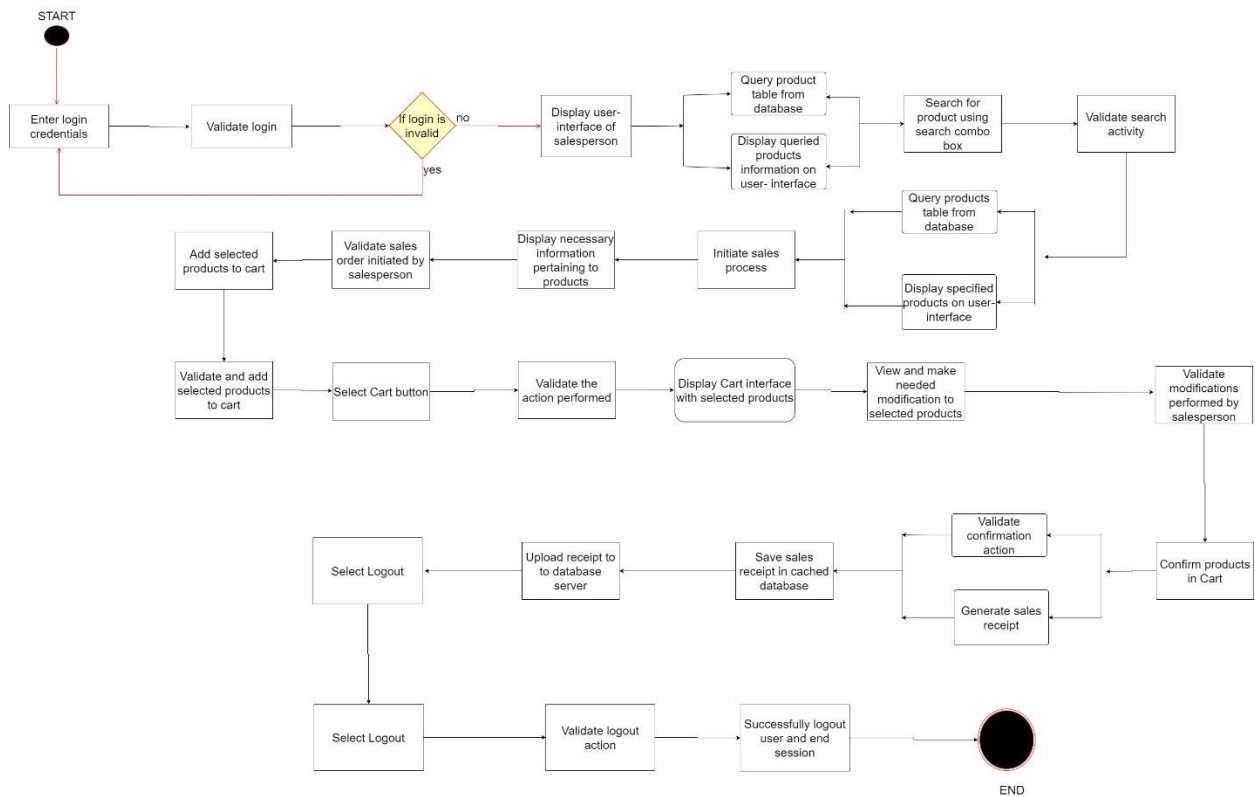 START
Enter login
credentials
Validate login
If login is
invalid
no
yes
Display user-
interface of
salesperson
Query product
table from
database
Display queried
products
information on
user- interface
Search for
product using
search combo
box
Validate search
activity
Query products
table from
database
Display specified
products on user-
interface
Initiate sales
process
Display necessary
information
pertaining to
products
Validate sales
order initiated by
salesperson
Add selected
products to cart
Validate and add
selected products
to cart
Select Cart button
Validate the
action performed
Display Cart interface
with selected products
View and make
needed
modification to
selected products
Validate
modifications
performed by
salesperson
Confirm products
in Cart
Validate
confirmation
action
Generate sales
receipt
Save sales
receipt in cached
database
Upload receipt to
to database
server
Select Logout
Select Logout
Validate logout
action
Successfully logout
user and end
session
END